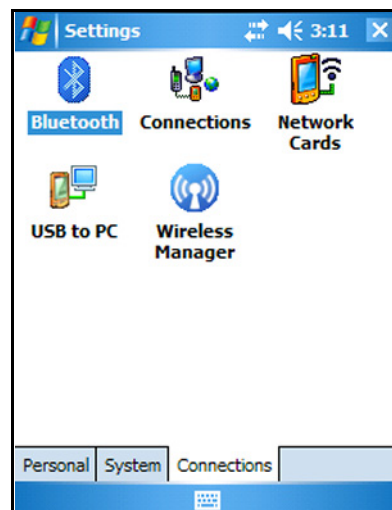 Settings 3:11
Bluetooth Connections Network
Cards
USB to PC Wireless
Manager
Personal System Connections